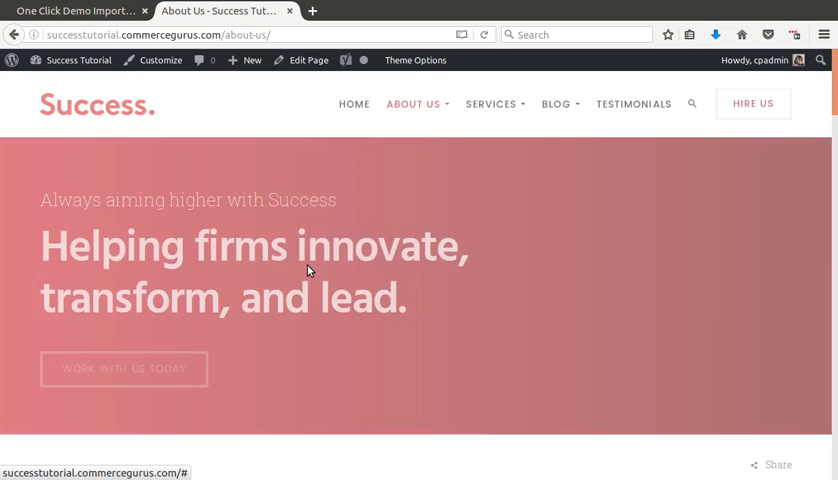 One Click Demo Import...
About Us - Success Tut...
successtutorial.commercegurus.com/about-us/
Search
Success Tutorial
Customize
0
New
Edit Page
Theme Options
Howdy, cpadmin
Success.
HOME
ABOUT US
SERVICES
BLOG
TESTIMONIALS
HIRE US
Always aiming higher with Success
Helping firms innovate,
transform, and lead.
WORK WITH US TODAY
Share
successtutorial.commercegurus.com/#